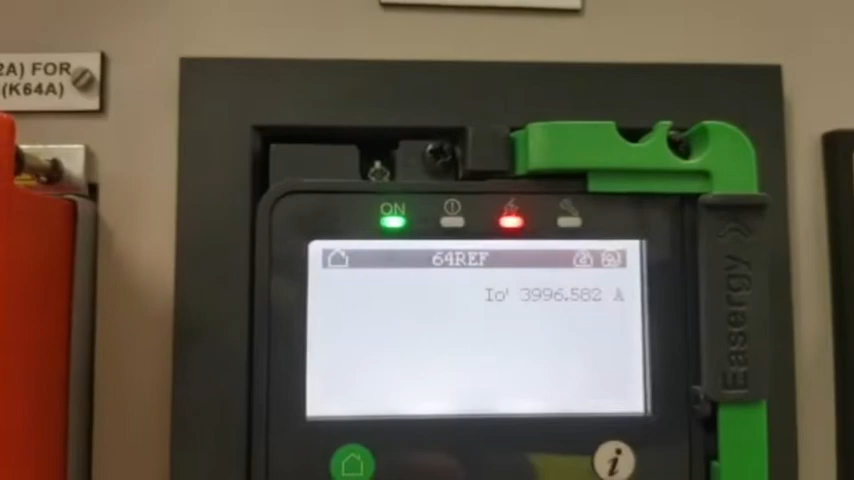 2A) FOR
(K64A)
ON
64REF
Io' 3996.582 A
Easergy
i